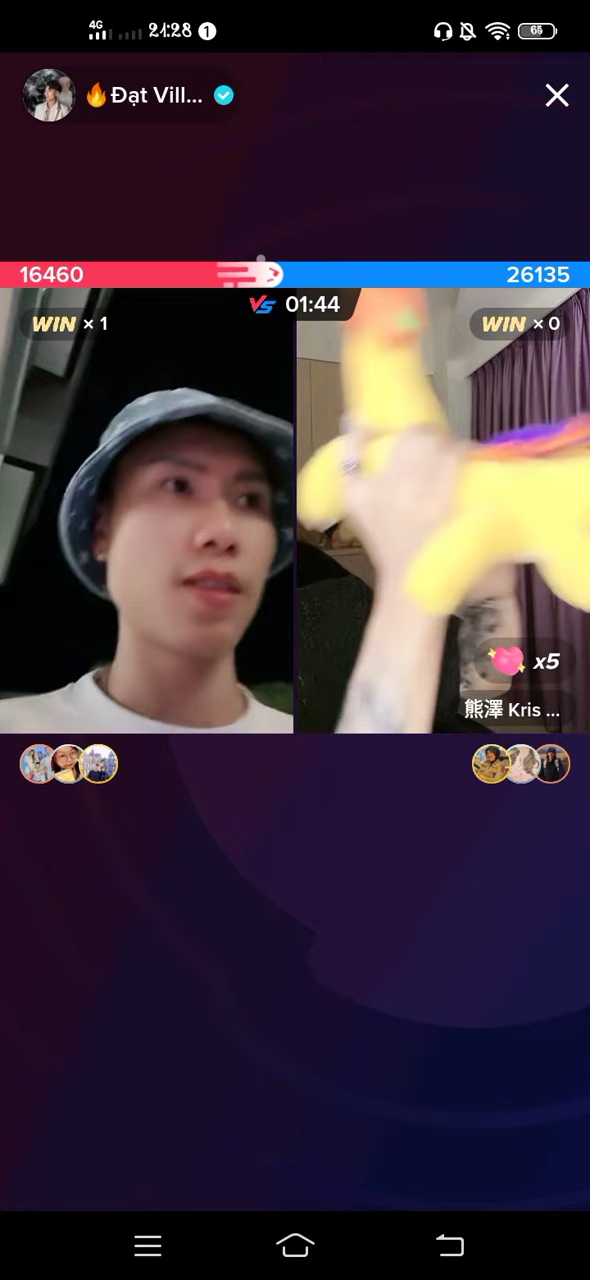 4G 21:28 1 65
🔥Đạt Vill...
16460 26135
VS 01:44
WIN × 1
WIN × 0
x5
熊澤 Kris ...